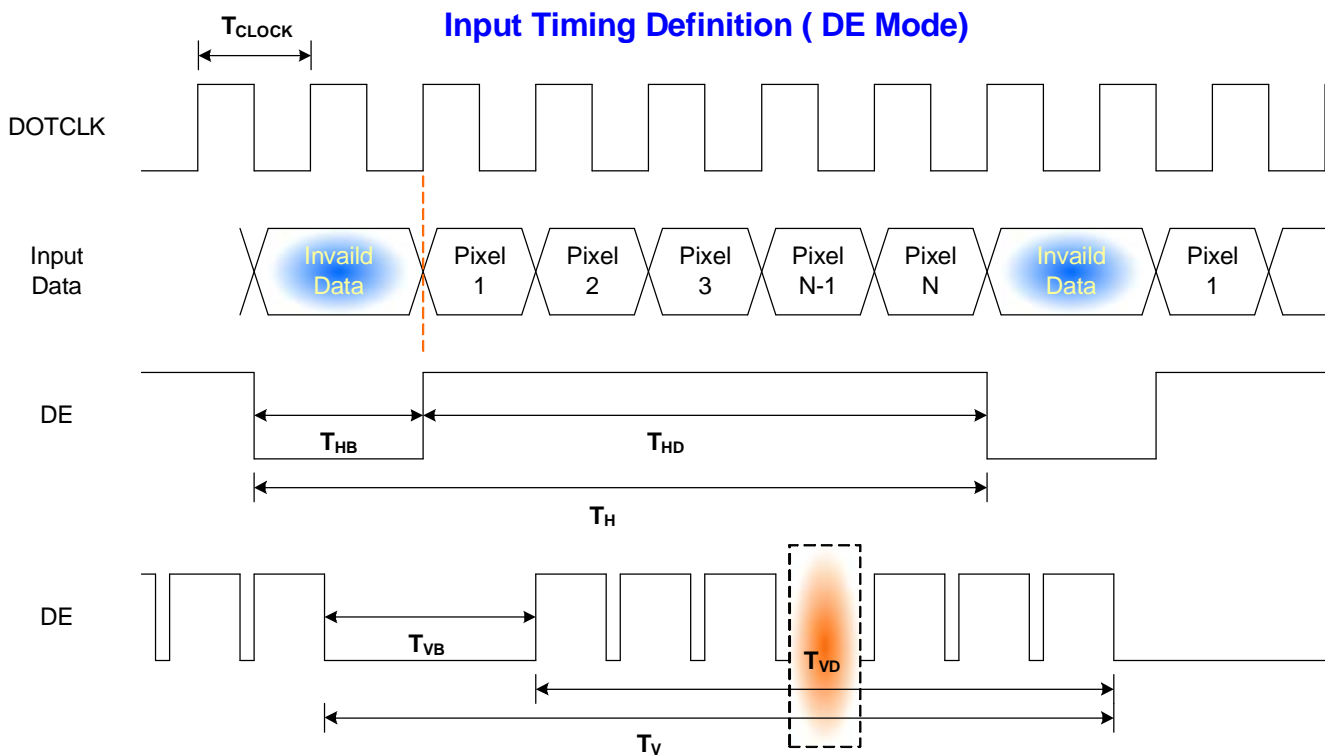 Input Timing Definition ( DE Mode)
TCLOCK
DOTCLK
Input
Data
Invaild
Data
Pixel
1
Pixel
2
Pixel
3
Pixel
N-1
Pixel
N
Invaild
Data
Pixel
1
DE
THB
THD
TH
DE
TVB
TVD
TV